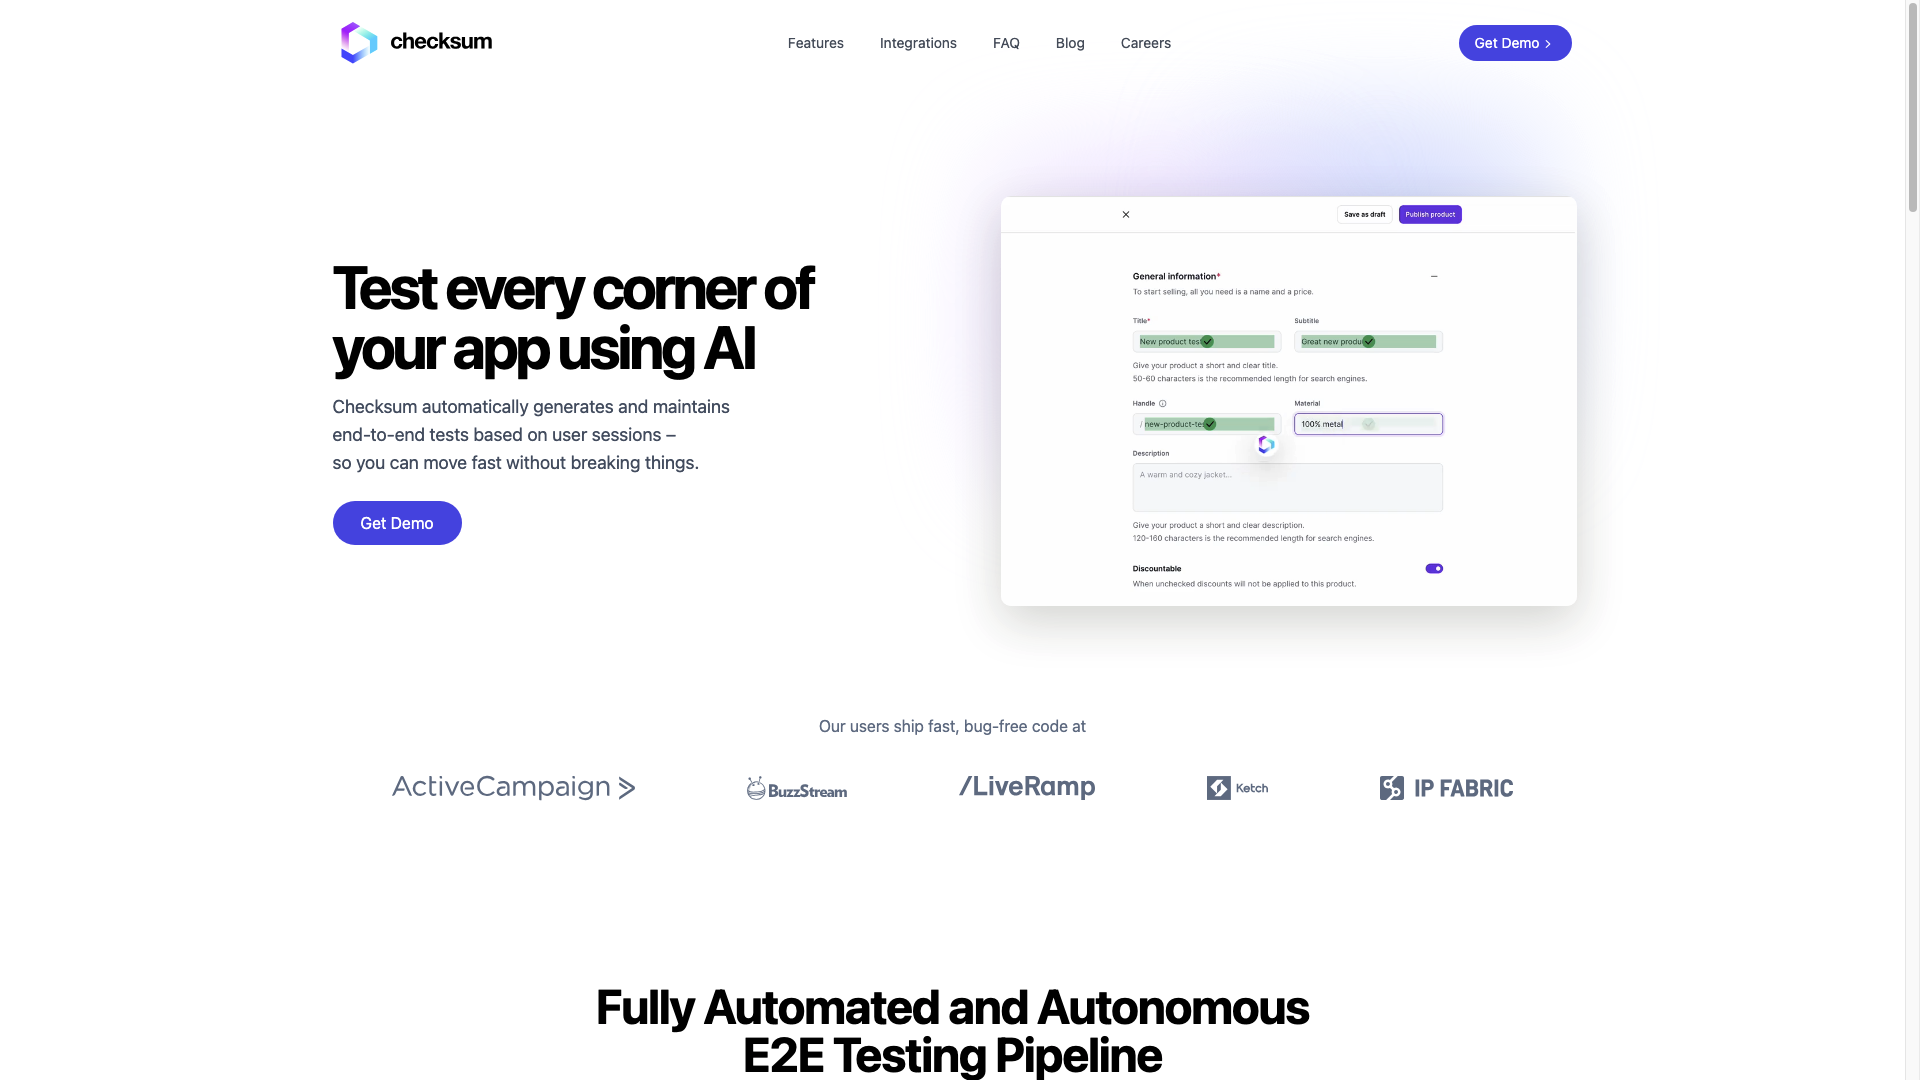 checksum
Features
Integrations
FAQ
Blog
Careers
Get Demo
Test every corner of
your app using AI
Checksum automatically generates and maintains
end-to-end tests based on user sessions –
so you can move fast without breaking things.
Get Demo
Save as draft
Publish product
General information*
To start selling, all you need is a name and a price.
Title*
Subtitle
New product test
Great new produ
Give your product a short and clear title.
50-60 characters is the recommended length for search engines.
Handle
Material
/ new-product-tes
100% metal
Description
A warm and cozy jacket...
Give your product a short and clear description.
120-160 characters is the recommended length for search engines.
Discountable
When unchecked discounts will not be applied to this product.
Our users ship fast, bug-free code at
ActiveCampaign >
BuzzStream
/LiveRamp
Ketch
IP FABRIC
Fully Automated and Autonomous
E2E Testing Pipeline